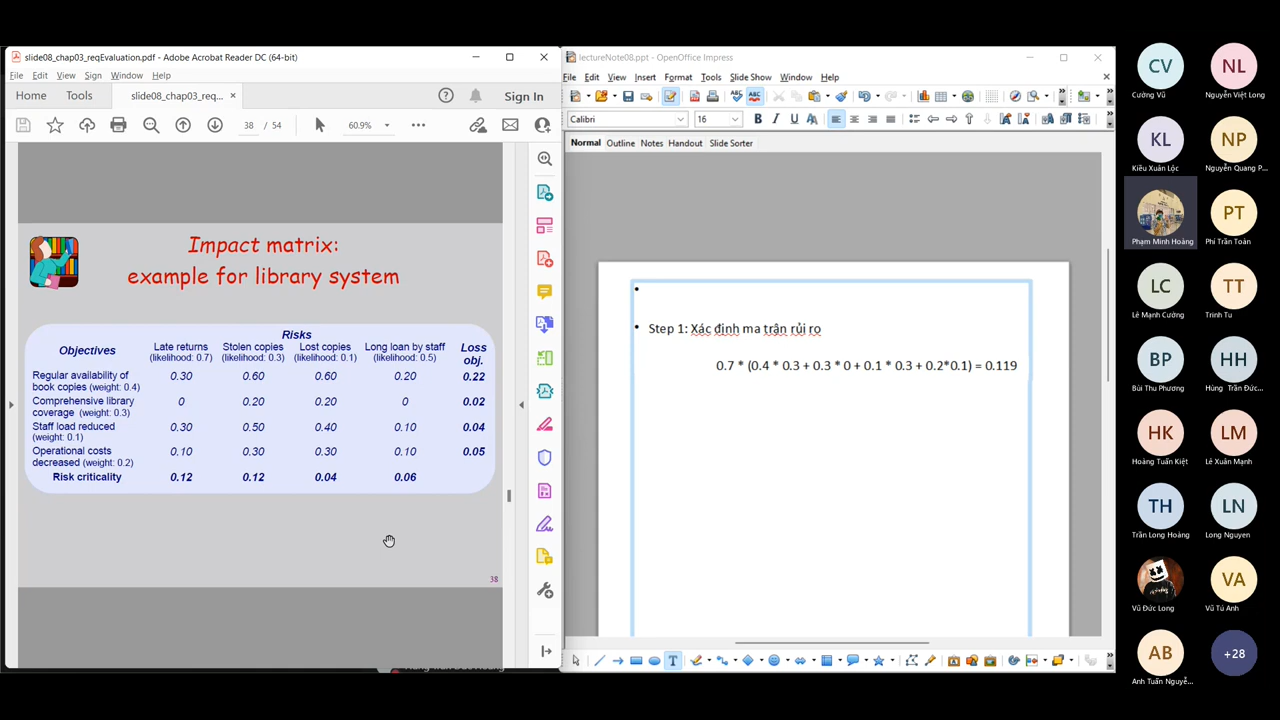 slide08_chap03_reqEvaluation.pdf - Adobe Acrobat Reader DC (64-bit)
File Edit View Sign Window Help
Home Tools slide08_chap03_req... × Sign In
38 / 54 60.9%
Impact matrix:
example for library system
Risks
Objectives Late returns (likelihood: 0.7) Stolen copies (likelihood: 0.3) Lost copies (likelihood: 0.1) Long loan by staff (likelihood: 0.5) Loss obj.
Regular availability of book copies (weight: 0.4) 0.30 0.60 0.60 0.20 0.22
Comprehensive library coverage (weight: 0.3) 0 0.20 0.20 0 0.02
Staff load reduced (weight: 0.1) 0.30 0.50 0.40 0.10 0.04
Operational costs decreased (weight: 0.2) 0.10 0.30 0.30 0.10 0.05
Risk criticality 0.12 0.12 0.04 0.06
38
lectureNote08.ppt - OpenOffice Impress
File Edit View Insert Format Tools Slide Show Window Help
Calibri 16
Normal Outline Notes Handout Slide Sorter
• Step 1: Xác định ma trận rủi ro
0.7 * (0.4 * 0.3 + 0.3 * 0 + 0.1 * 0.3 + 0.2*0.1) = 0.119
CV NL
Cường Vũ Nguyễn Việt Long
KL NP
Kiều Xuân Lộc Nguyễn Quang P...
PT
Phạm Minh Hoàng Phí Trần Toàn
LC TT
Lê Mạnh Cường Trinh Tu
BP HH
Bùi Thu Phương Hùng Trần Đức...
HK LM
Hoàng Tuấn Kiệt Lê Xuân Mạnh
TH LN
Trần Long Hoàng Long Nguyen
VA
Vũ Đức Long Vũ Tú Anh
AB +28
Anh Tuấn Nguyễ...